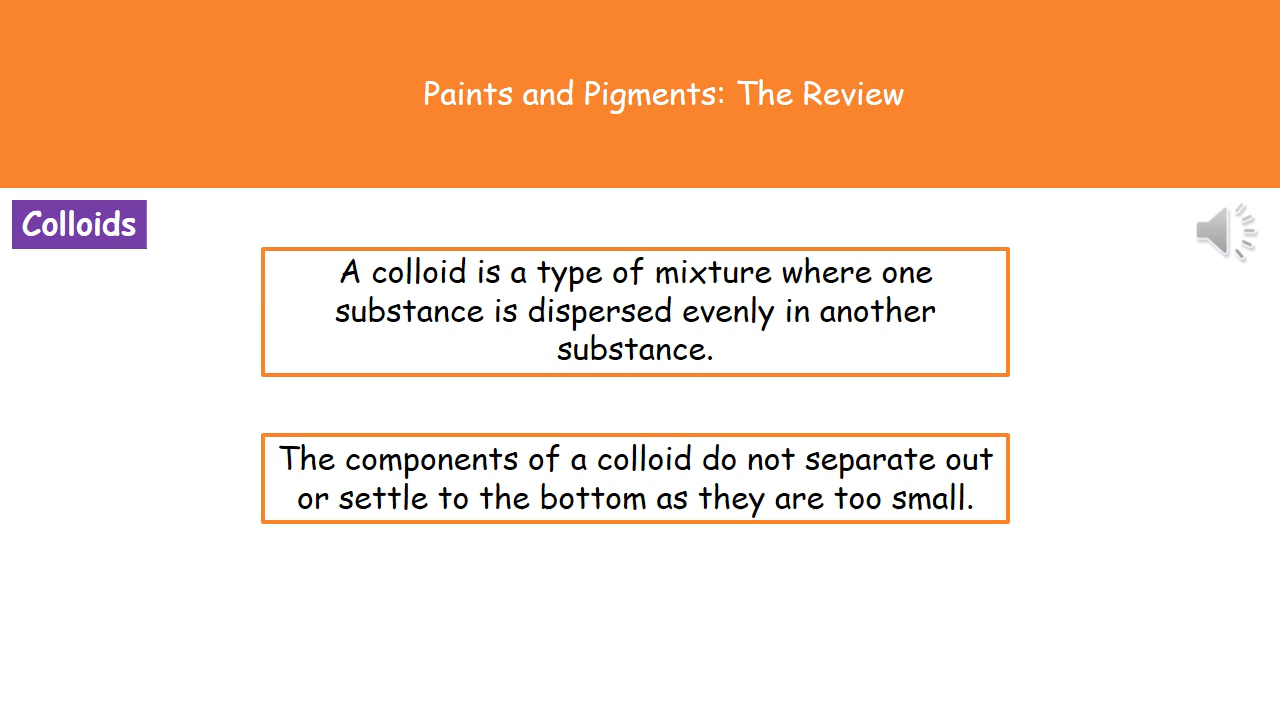 Paints and Pigments: The Review
Colloids
A colloid is a type of mixture where one
substance is dispersed evenly in another
substance.
The components of a colloid do not separate out
or settle to the bottom as they are too small.